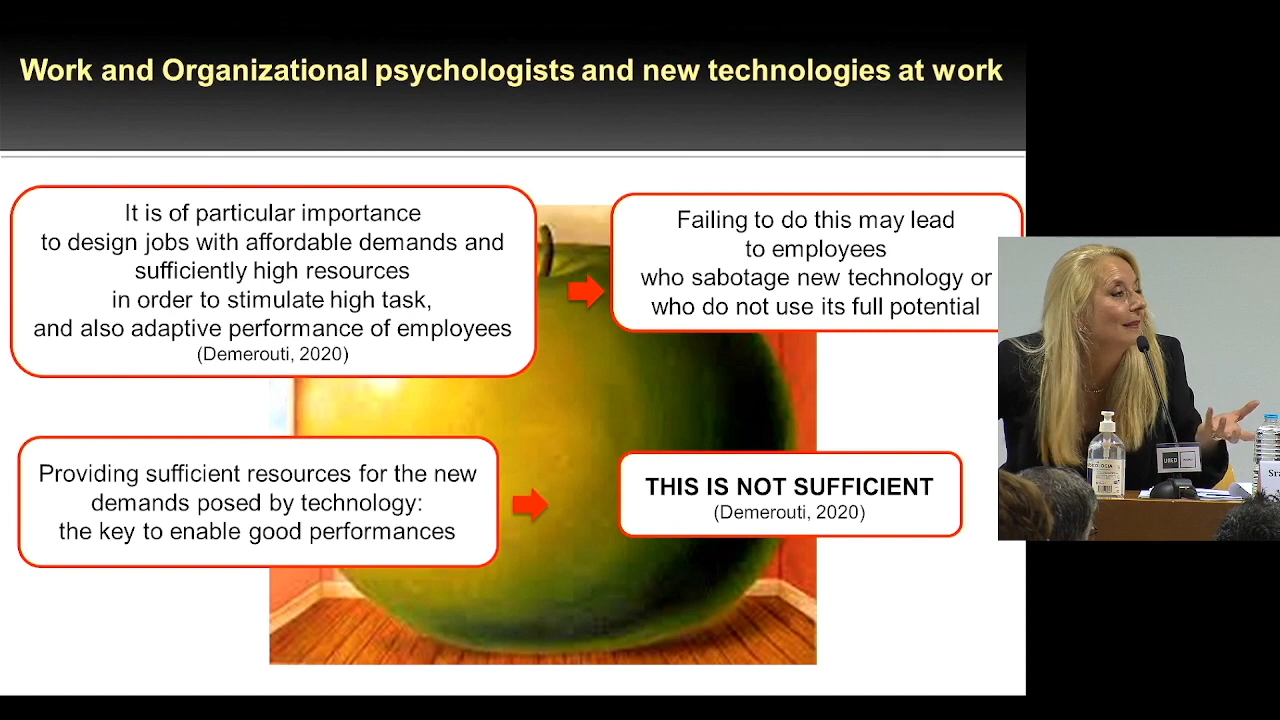 Work and Organizational psychologists and new technologies at work
It is of particular importance
to design jobs with affordable demands and
sufficiently high resources
in order to stimulate high task,
and also adaptive performance of employees
(Demerouti, 2020)
Failing to do this may lead
to employees
who sabotage new technology or
who do not use its full potential
Providing sufficient resources for the new
demands posed by technology:
the key to enable good performances
THIS IS NOT SUFFICIENT
(Demerouti, 2020)